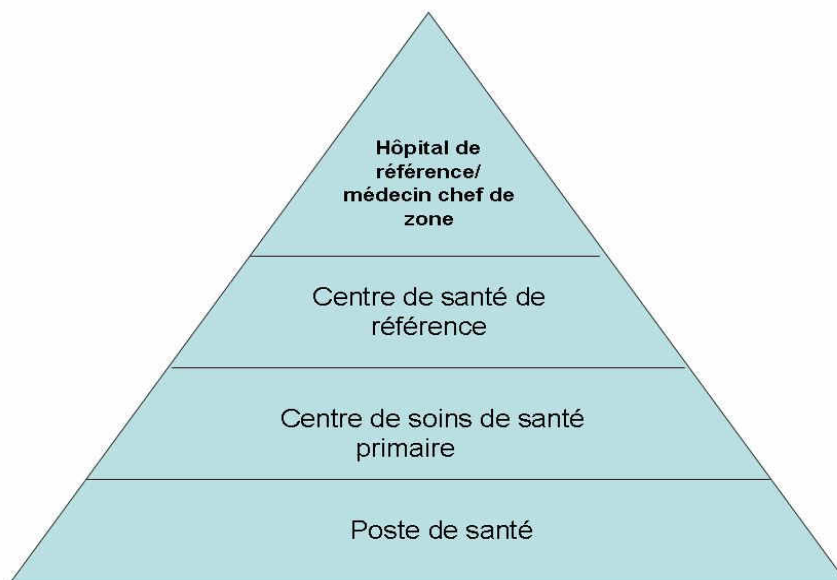 Hôpital de
référence/
médecin chef de
zone
Centre de santé de
référence
Centre de soins de santé
primaire
Poste de santé